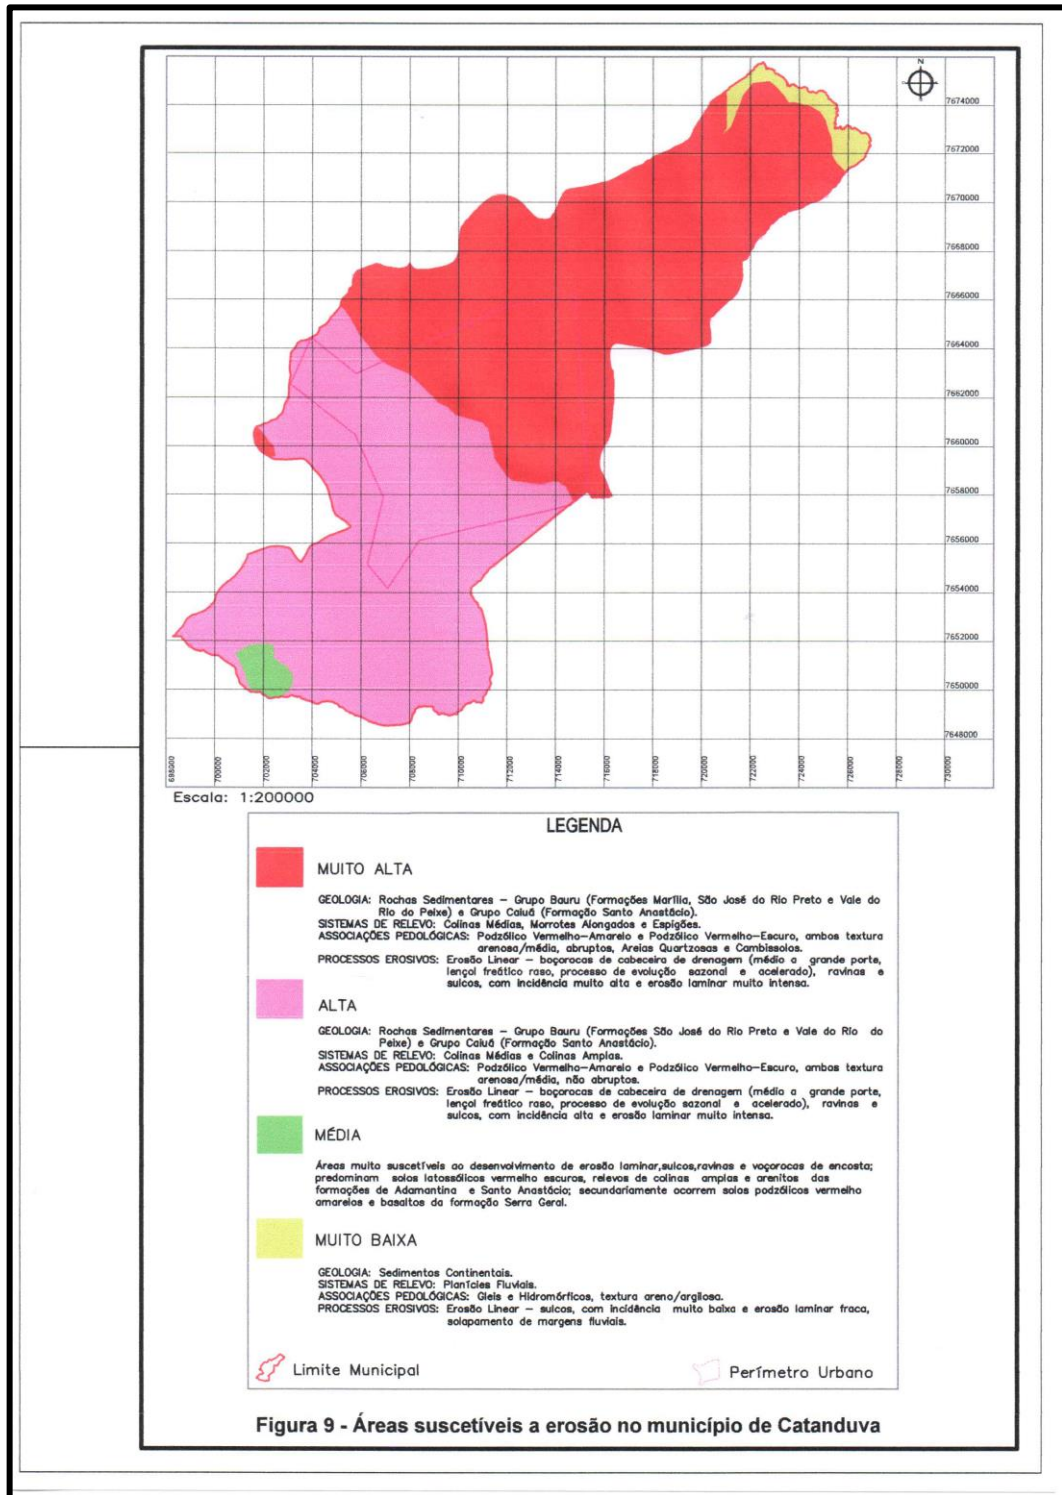 N
7674000
7672000
7670000
7668000
7666000
7664000
7662000
7660000
7658000
7656000
7654000
7652000
7650000
7648000
698000
700000
702000
704000
706000
708000
710000
712000
714000
716000
718000
720000
722000
724000
726000
728000
730000
Escala: 1:200000
LEGENDA
MUITO ALTA
GEOLOGIA: Rochas Sedimentares – Grupo Bauru (Formações Marília, São José do Rio Preto e Vale do
Rio do Peixe) e Grupo Caiuá (Formação Santo Anastácio).
SISTEMAS DE RELEVO: Colinas Médias, Morrotes Alongados e Espigões.
ASSOCIAÇÕES PEDOLÓGICAS: Podzólico Vermelho-Amarelo e Podzólico Vermelho-Escuro, ambos textura
arenosa/média, abruptos, Areias Quartzosas e Cambissolos.
PROCESSOS EROSIVOS: Erosão Linear – boçorocas de cabeceira de drenagem (médio a grande porte,
lençol freático raso, processo de evolução sazonal e acelerado), ravinas e
sulcos, com incidência muito alta e erosão laminar muito intensa.
ALTA
GEOLOGIA: Rochas Sedimentares – Grupo Bauru (Formações São José do Rio Preto e Vale do Rio do
Peixe) e Grupo Caiuá (Formação Santo Anastácio).
SISTEMAS DE RELEVO: Colinas Médias e Colinas Amplas.
ASSOCIAÇÕES PEDOLÓGICAS: Podzólico Vermelho-Amarelo e Podzólico Vermelho-Escuro, ambos textura
arenosa/média, não abruptos.
PROCESSOS EROSIVOS: Erosão Linear – boçorocas de cabeceira de drenagem (médio a grande porte,
lençol freático raso, processo de evolução sazonal e acelerado), ravinas e
sulcos, com incidência alta e erosão laminar muito intensa.
MÉDIA
Áreas muito suscetíveis ao desenvolvimento de erosão laminar,sulcos,ravinas e voçorocas de encosta;
predominam solos latossólicos vermelho escuros, relevos de colinas amplas e arenitos das
formações de Adamantina e Santo Anastácio; secundariamente ocorrem solos podzólicos vermelho
amarelos e basaltos da formação Serra Geral.
MUITO BAIXA
GEOLOGIA: Sedimentos Continentais.
SISTEMAS DE RELEVO: Planícies Fluviais.
ASSOCIAÇÕES PEDOLÓGICAS: Gleis e Hidromórficos, textura areno/argilosa.
PROCESSOS EROSIVOS: Erosão Linear – sulcos, com incidência muito baixa e erosão laminar fraca,
solapamento de margens fluviais.
Limite Municipal
Perímetro Urbano
Figura 9 - Áreas suscetíveis a erosão no município de Catanduva